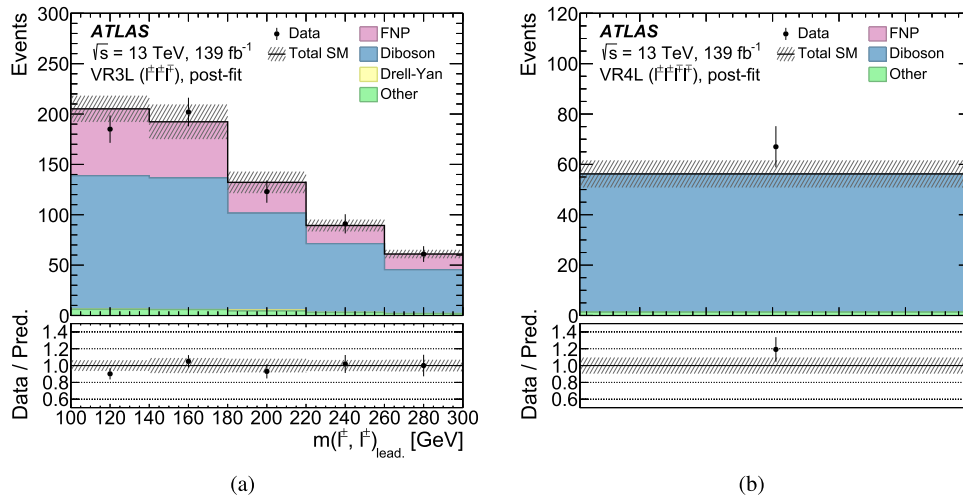 ATLAS
√s = 13 TeV, 139 fb⁻¹
VR3L (l±l±l∓), post-fit
Data
Total SM
FNP
Diboson
Drell-Yan
Other
Events
300
250
200
150
100
50
0
Data / Pred.
1.4
1.2
1.0
0.8
0.6
100 120 140 160 180 200 220 240 260 280 300
m(l±, l±)lead. [GeV]
(a)
ATLAS
√s = 13 TeV, 139 fb⁻¹
VR4L (l±l±l∓l∓), post-fit
Data
Total SM
FNP
Diboson
Other
Events
120
100
80
60
40
20
0
Data / Pred.
1.4
1.2
1.0
0.8
0.6
(b)